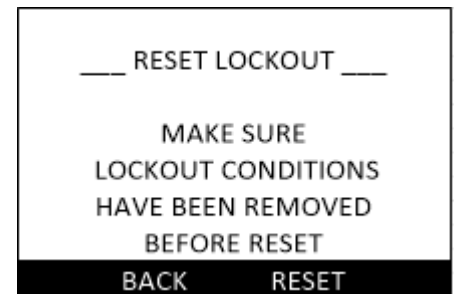 ___ RESET LOCKOUT ___
MAKE SURE
LOCKOUT CONDITIONS
HAVE BEEN REMOVED
BEFORE RESET
BACK RESET